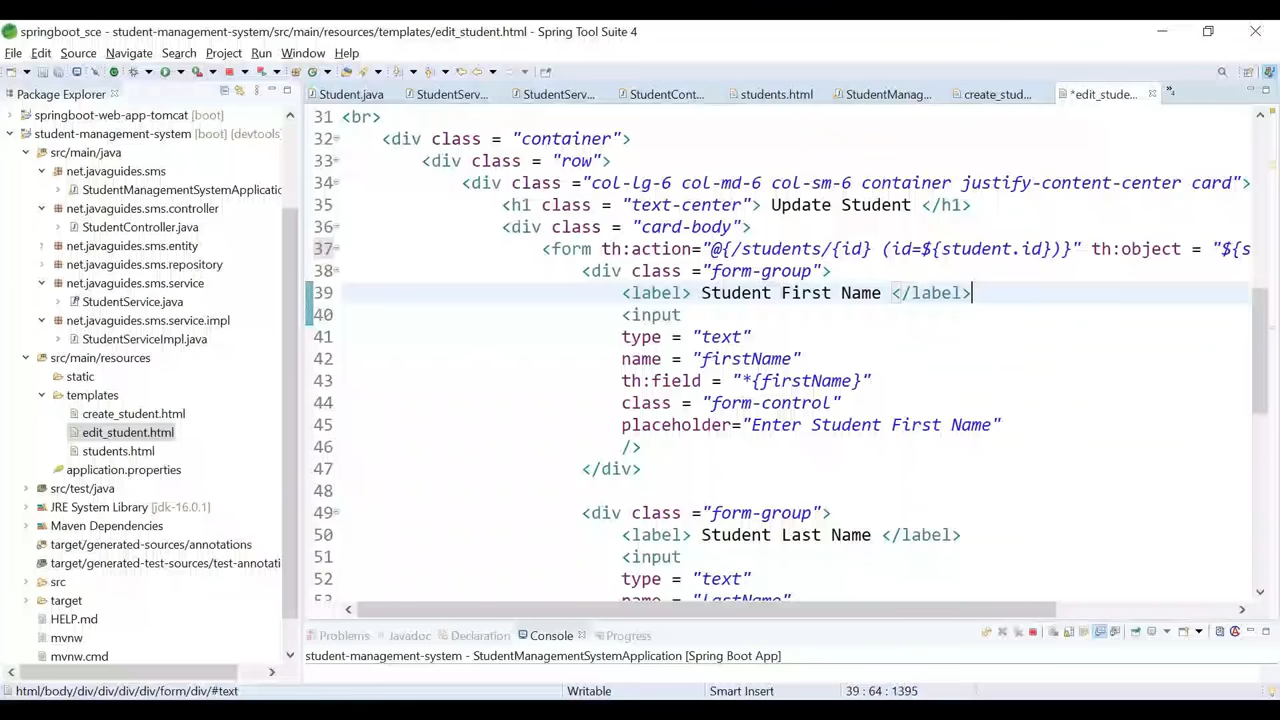 springboot_sce - student-management-system/src/main/resources/templates/edit_student.html - Spring Tool Suite 4
File Edit Source Navigate Search Project Run Window Help
Package Explorer
springboot-web-app-tomcat [boot]
student-management-system [boot] [devtools]
src/main/java
net.javaguides.sms
StudentManagementSystemApplicatio
net.javaguides.sms.controller
StudentController.java
net.javaguides.sms.entity
net.javaguides.sms.repository
net.javaguides.sms.service
StudentService.java
net.javaguides.sms.service.impl
StudentServiceImpl.java
src/main/resources
static
templates
create_student.html
edit_student.html
students.html
application.properties
src/test/java
JRE System Library [jdk-16.0.1]
Maven Dependencies
target/generated-sources/annotations
target/generated-test-sources/test-annotati
src
target
HELP.md
mvnw
mvnw.cmd
Student.java StudentServ... StudentServ... StudentCont... students.html StudentManag... create_stud... *edit_stude...
31 <br>
32 <div class = "container">
33 <div class = "row">
34 <div class ="col-lg-6 col-md-6 col-sm-6 container justify-content-center card">
35 <h1 class = "text-center"> Update Student </h1>
36 <div class = "card-body">
37 <form th:action="@{/students/{id} (id=${student.id})}" th:object = "${s
38 <div class ="form-group">
39 <label> Student First Name </label>
40 <input
41 type = "text"
42 name = "firstName"
43 th:field = "*{firstName}"
44 class = "form-control"
45 placeholder="Enter Student First Name"
46 />
47 </div>
48
49 <div class ="form-group">
50 <label> Student Last Name </label>
51 <input
52 type = "text"
53 name = "lastName"
Problems Javadoc Declaration Console Progress
student-management-system - StudentManagementSystemApplication [Spring Boot App]
html/body/div/div/div/div/form/div/#text Writable Smart Insert 39 : 64 : 1395